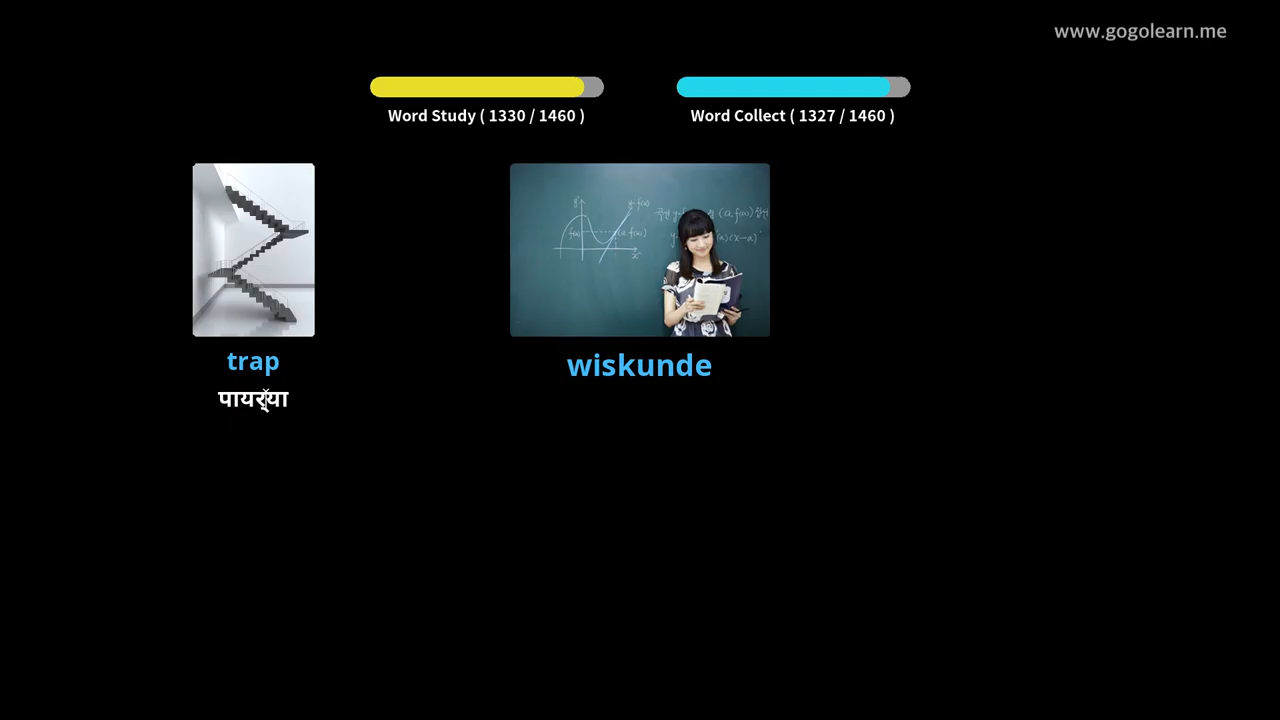 www.gogolearn.me
Word Study ( 1330 / 1460 )
Word Collect ( 1327 / 1460 )
trap
पायऱ्या
wiskunde